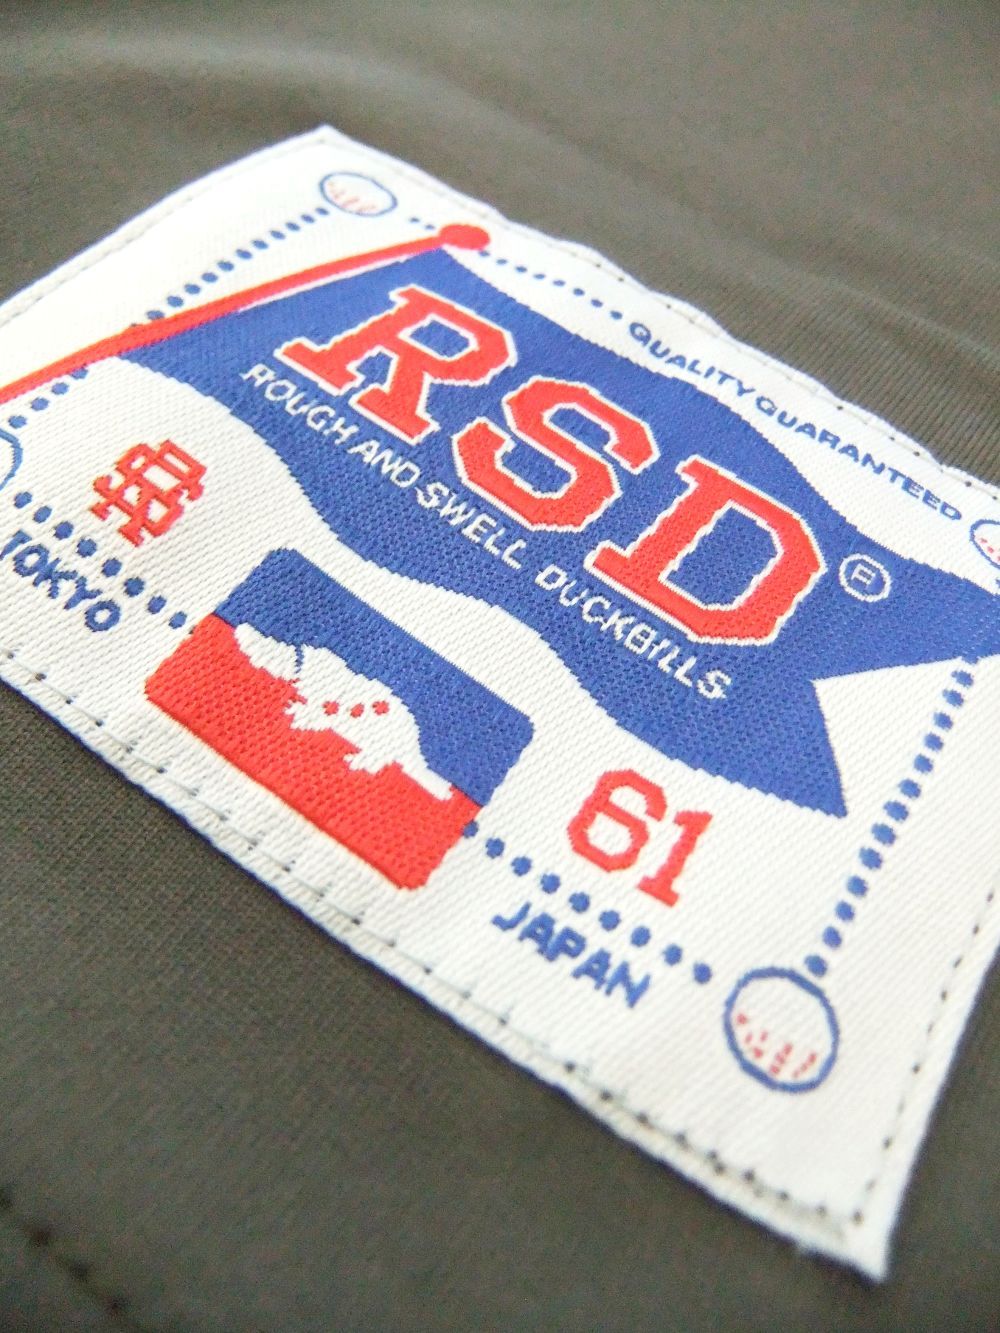 QUALITY GUARANTEED
RSD
®
ROUGH AND SWELL DUCKBILLS
TOKYO
61
JAPAN